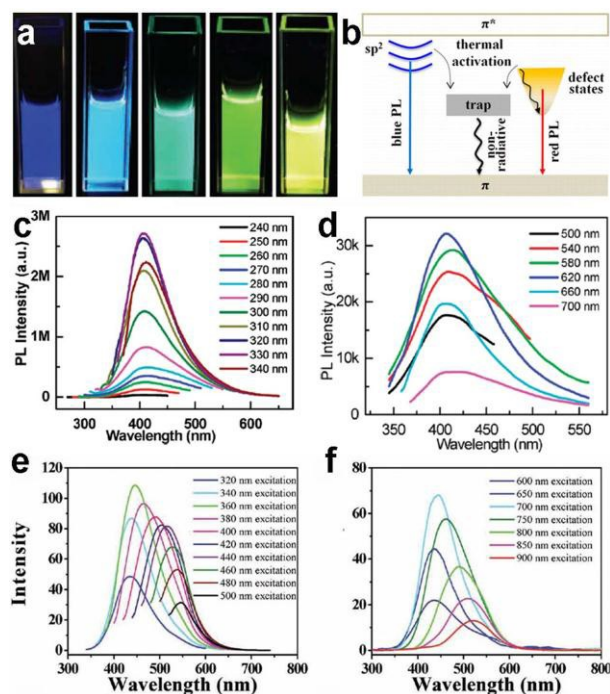 a
b
π*
sp²
thermal
activation
defect
states
trap
blue PL
non-
radiative
red PL
π
c
PL Intensity (a.u.)
3M
2M
1M
0
300 400 500 600
Wavelength (nm)
240 nm
250 nm
260 nm
270 nm
280 nm
290 nm
300 nm
310 nm
320 nm
330 nm
340 nm
d
PL Intensity (a.u.)
30k
20k
10k
0
350 400 450 500 550
Wavelength (nm)
500 nm
540 nm
580 nm
620 nm
660 nm
700 nm
e
Intensity
120
100
80
60
40
20
0
300 400 500 600 700 800
Wavelength (nm)
320 nm excitation
340 nm excitation
360 nm excitation
380 nm excitation
400 nm excitation
420 nm excitation
440 nm excitation
460 nm excitation
480 nm excitation
500 nm excitation
f
80
60
40
20
0
300 400 500 600 700 800
Wavelength (nm)
600 nm excitation
650 nm excitation
700 nm excitation
750 nm excitation
800 nm excitation
850 nm excitation
900 nm excitation